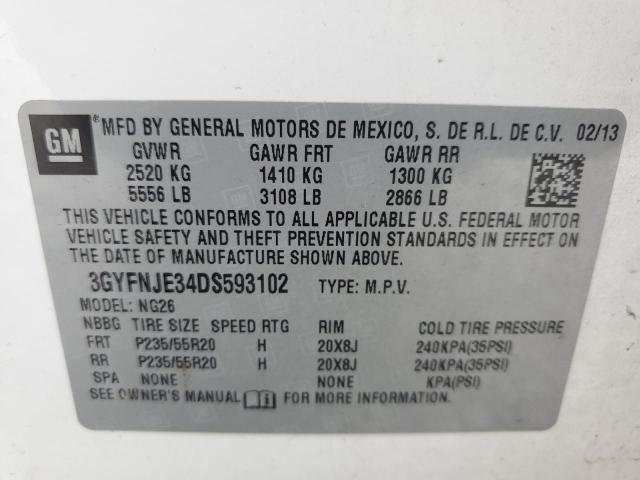 GM ® MFD BY GENERAL MOTORS DE MEXICO, S. DE R.L. DE C.V. 02/13
GVWR GAWR FRT GAWR RR
2520 KG 1410 KG 1300 KG
5556 LB 3108 LB 2866 LB
THIS VEHICLE CONFORMS TO ALL APPLICABLE U.S. FEDERAL MOTOR
VEHICLE SAFETY AND THEFT PREVENTION STANDARDS IN EFFECT ON
THE DATE OF MANUFACTURE SHOWN ABOVE.
3GYFNJE34DS593102 TYPE: M.P.V.
MODEL: NG26
NBBG TIRE SIZE SPEED RTG RIM COLD TIRE PRESSURE
FRT P235/55R20 H 20X8J 240KPA(35PSI)
RR P235/55R20 H 20X8J 240KPA(35PSI)
SPA NONE NONE KPA(PSI)
SEE OWNER'S MANUAL FOR MORE INFORMATION.